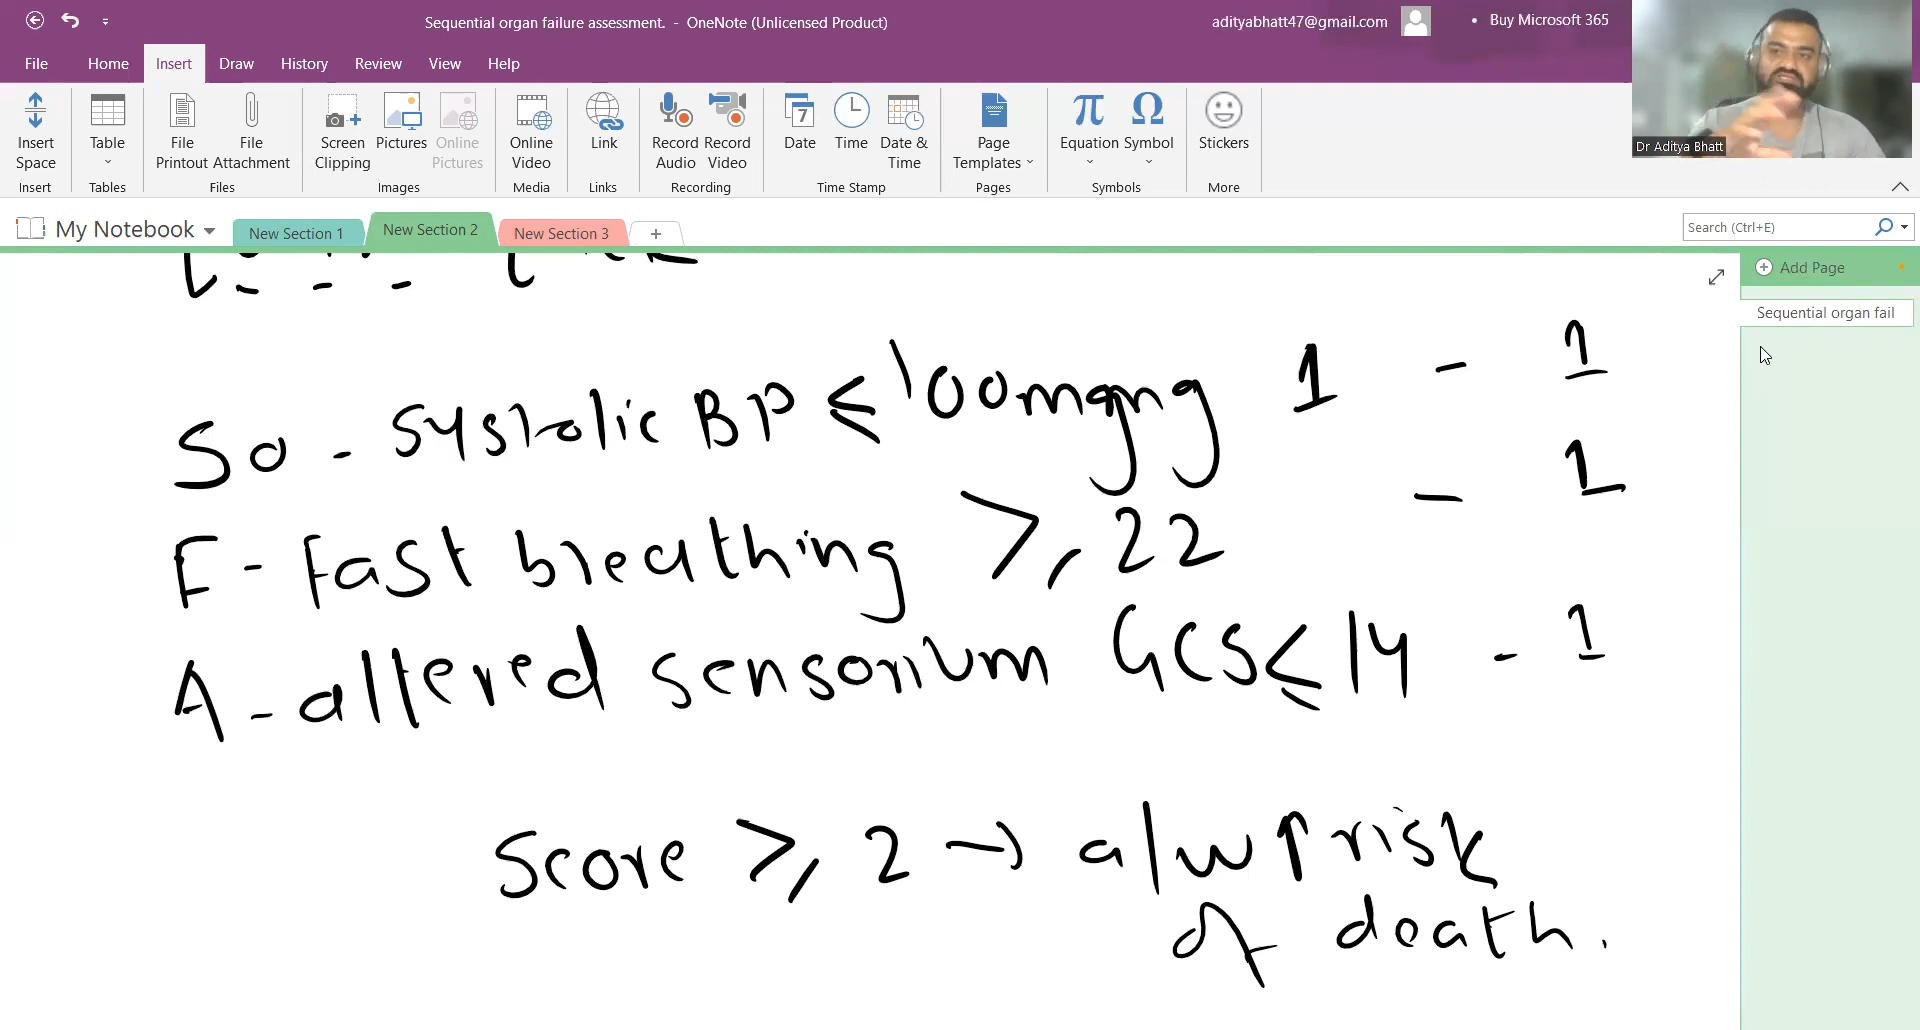 Sequential organ failure assessment. - OneNote (Unlicensed Product)
adityabhatt47@gmail.com
Buy Microsoft 365
File Home Insert Draw History Review View Help
Insert Space
Table
File Printout
File Attachment
Screen Clipping
Pictures
Online Pictures
Online Video
Link
Record Audio
Record Video
Date
Time
Date & Time
Page Templates
Equation
Symbol
Stickers
Insert Tables Files Images Media Links Recording Time Stamp Pages Symbols More
Dr Aditya Bhatt
My Notebook New Section 1 New Section 2 New Section 3 +
Search (Ctrl+E)
Add Page
Sequential organ fail
So - systolic BP ≤ 100 1 - 1
F - Fast breathing ≥ 22 - 1
A - altered sensorium GCS ≤ 14 - 1
Score ≥ 2 → a/w ↑ risk
of death.